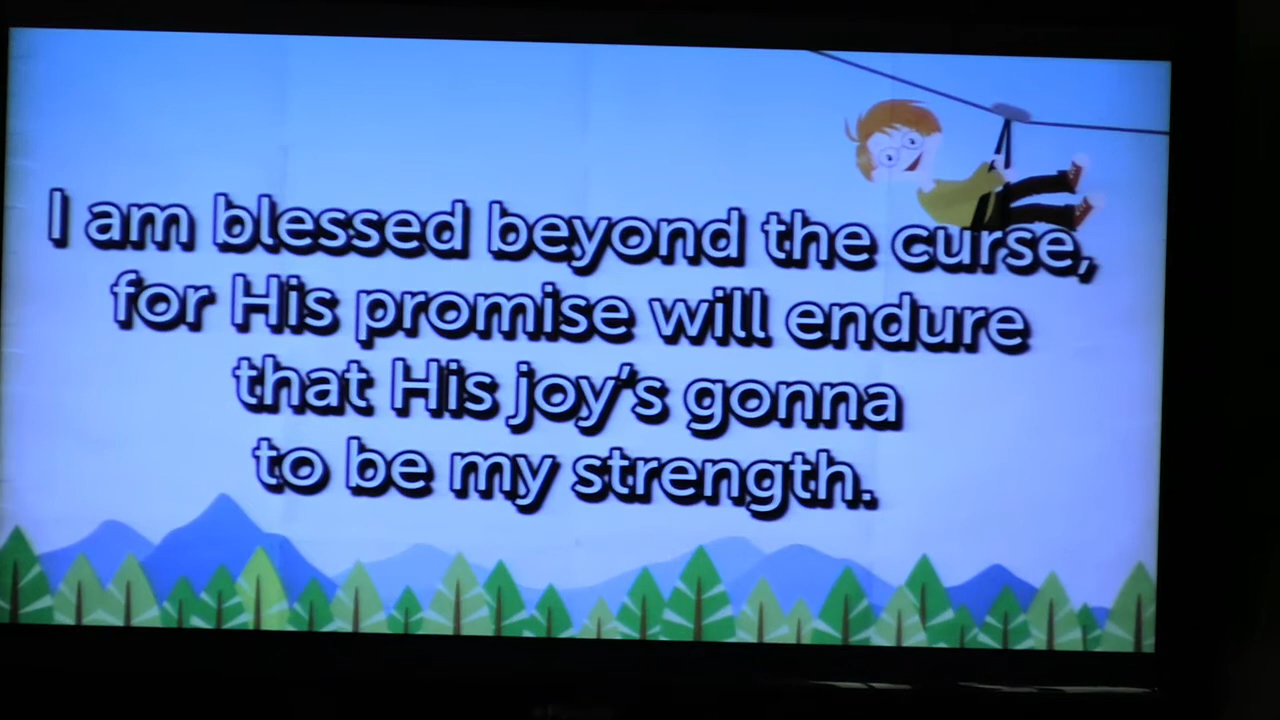 I am blessed beyond the curse,
for His promise will endure
that His joy's gonna
to be my strength.